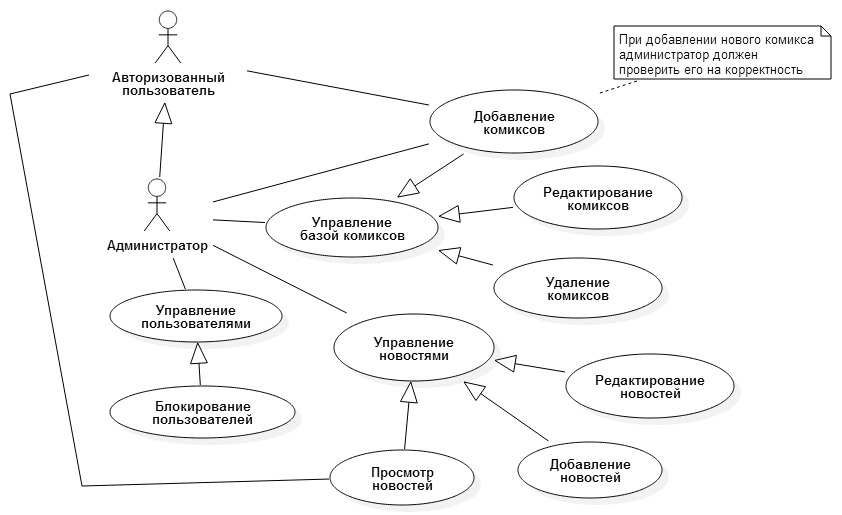 Авторизованный
пользователь
При добавлении нового комикса
администратор должен
проверить его на корректность
Добавление
комиксов
Редактирование
комиксов
Администратор
Управление
базой комиксов
Удаление
комиксов
Управление
пользователями
Управление
новостями
Редактирование
новостей
Блокирование
пользователей
Просмотр
новостей
Добавление
новостей